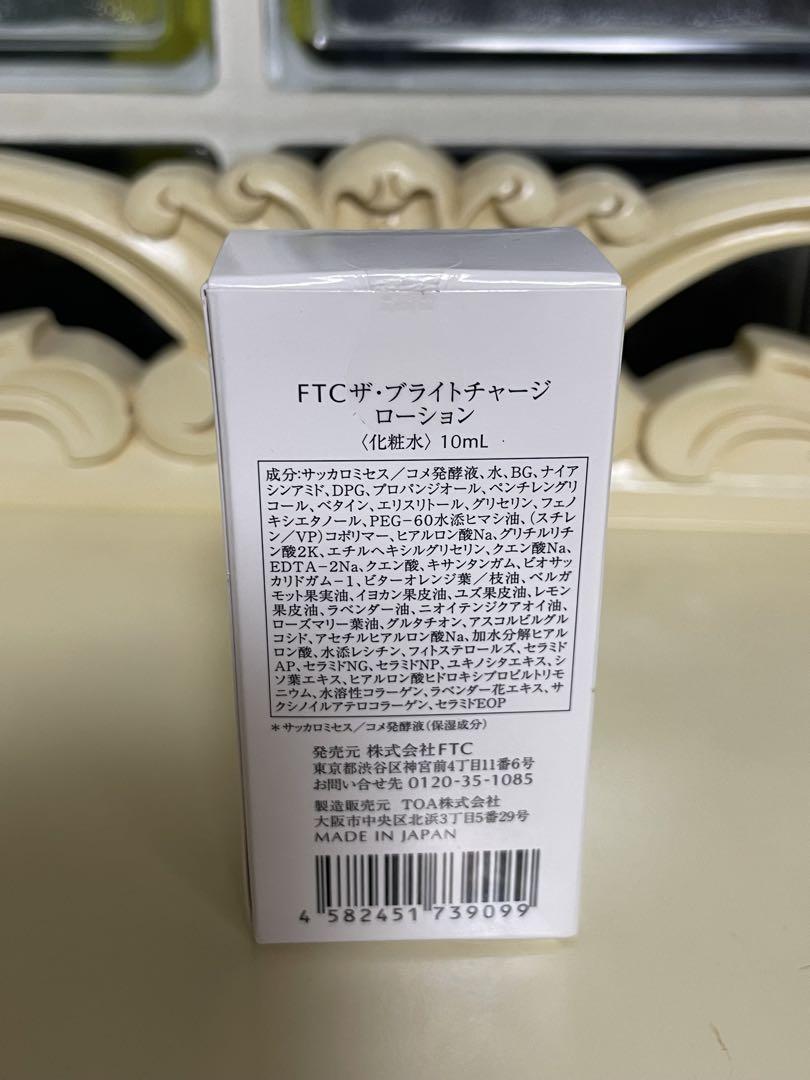 FTCザ・ブライトチャージ
ローション
〈化粧水〉10mL
成分:サッカロミセス/コメ発酵液、水、BG、ナイア
シンアミド、DPG、プロパンジオール、ペンチレングリ
コール、ベタイン、エリスリトール、グリセリン、フェノ
キシエタノール、PEG-60水添ヒマシ油、(スチレ
ン/VP)コポリマー、ヒアルロン酸Na、グリチルリチ
ン酸2K、エチルヘキシルグリセリン、クエン酸Na、
EDTA-2Na、クエン酸、キサンタンガム、ビオサッ
カリドガム-1、ビターオレンジ葉/枝油、ベルガ
モット果実油、イヨカン果皮油、ユズ果皮油、レモン
果皮油、ラベンダー油、ニオイテンジクアオイ油、
ローズマリー葉油、グルタチオン、アスコルビルグル
コシド、アセチルヒアルロン酸Na、加水分解ヒアル
ロン酸、水添レシチン、フィトステロールズ、セラミド
AP、セラミドNG、セラミドNP、ユキノシタエキス、シ
ソ葉エキス、ヒアルロン酸ヒドロキシプロピルトリモ
ニウム、水溶性コラーゲン、ラベンダー花エキス、サ
クシノイルアテロコラーゲン、セラミドEOP
*サッカロミセス/コメ発酵液(保湿成分)
発売元 株式会社FTC
東京都渋谷区神宮前4丁目11番6号
お問い合せ先 0120-35-1085
製造販売元 TOA株式会社
大阪市中央区北浜3丁目5番29号
MADE IN JAPAN
4 582451 739099